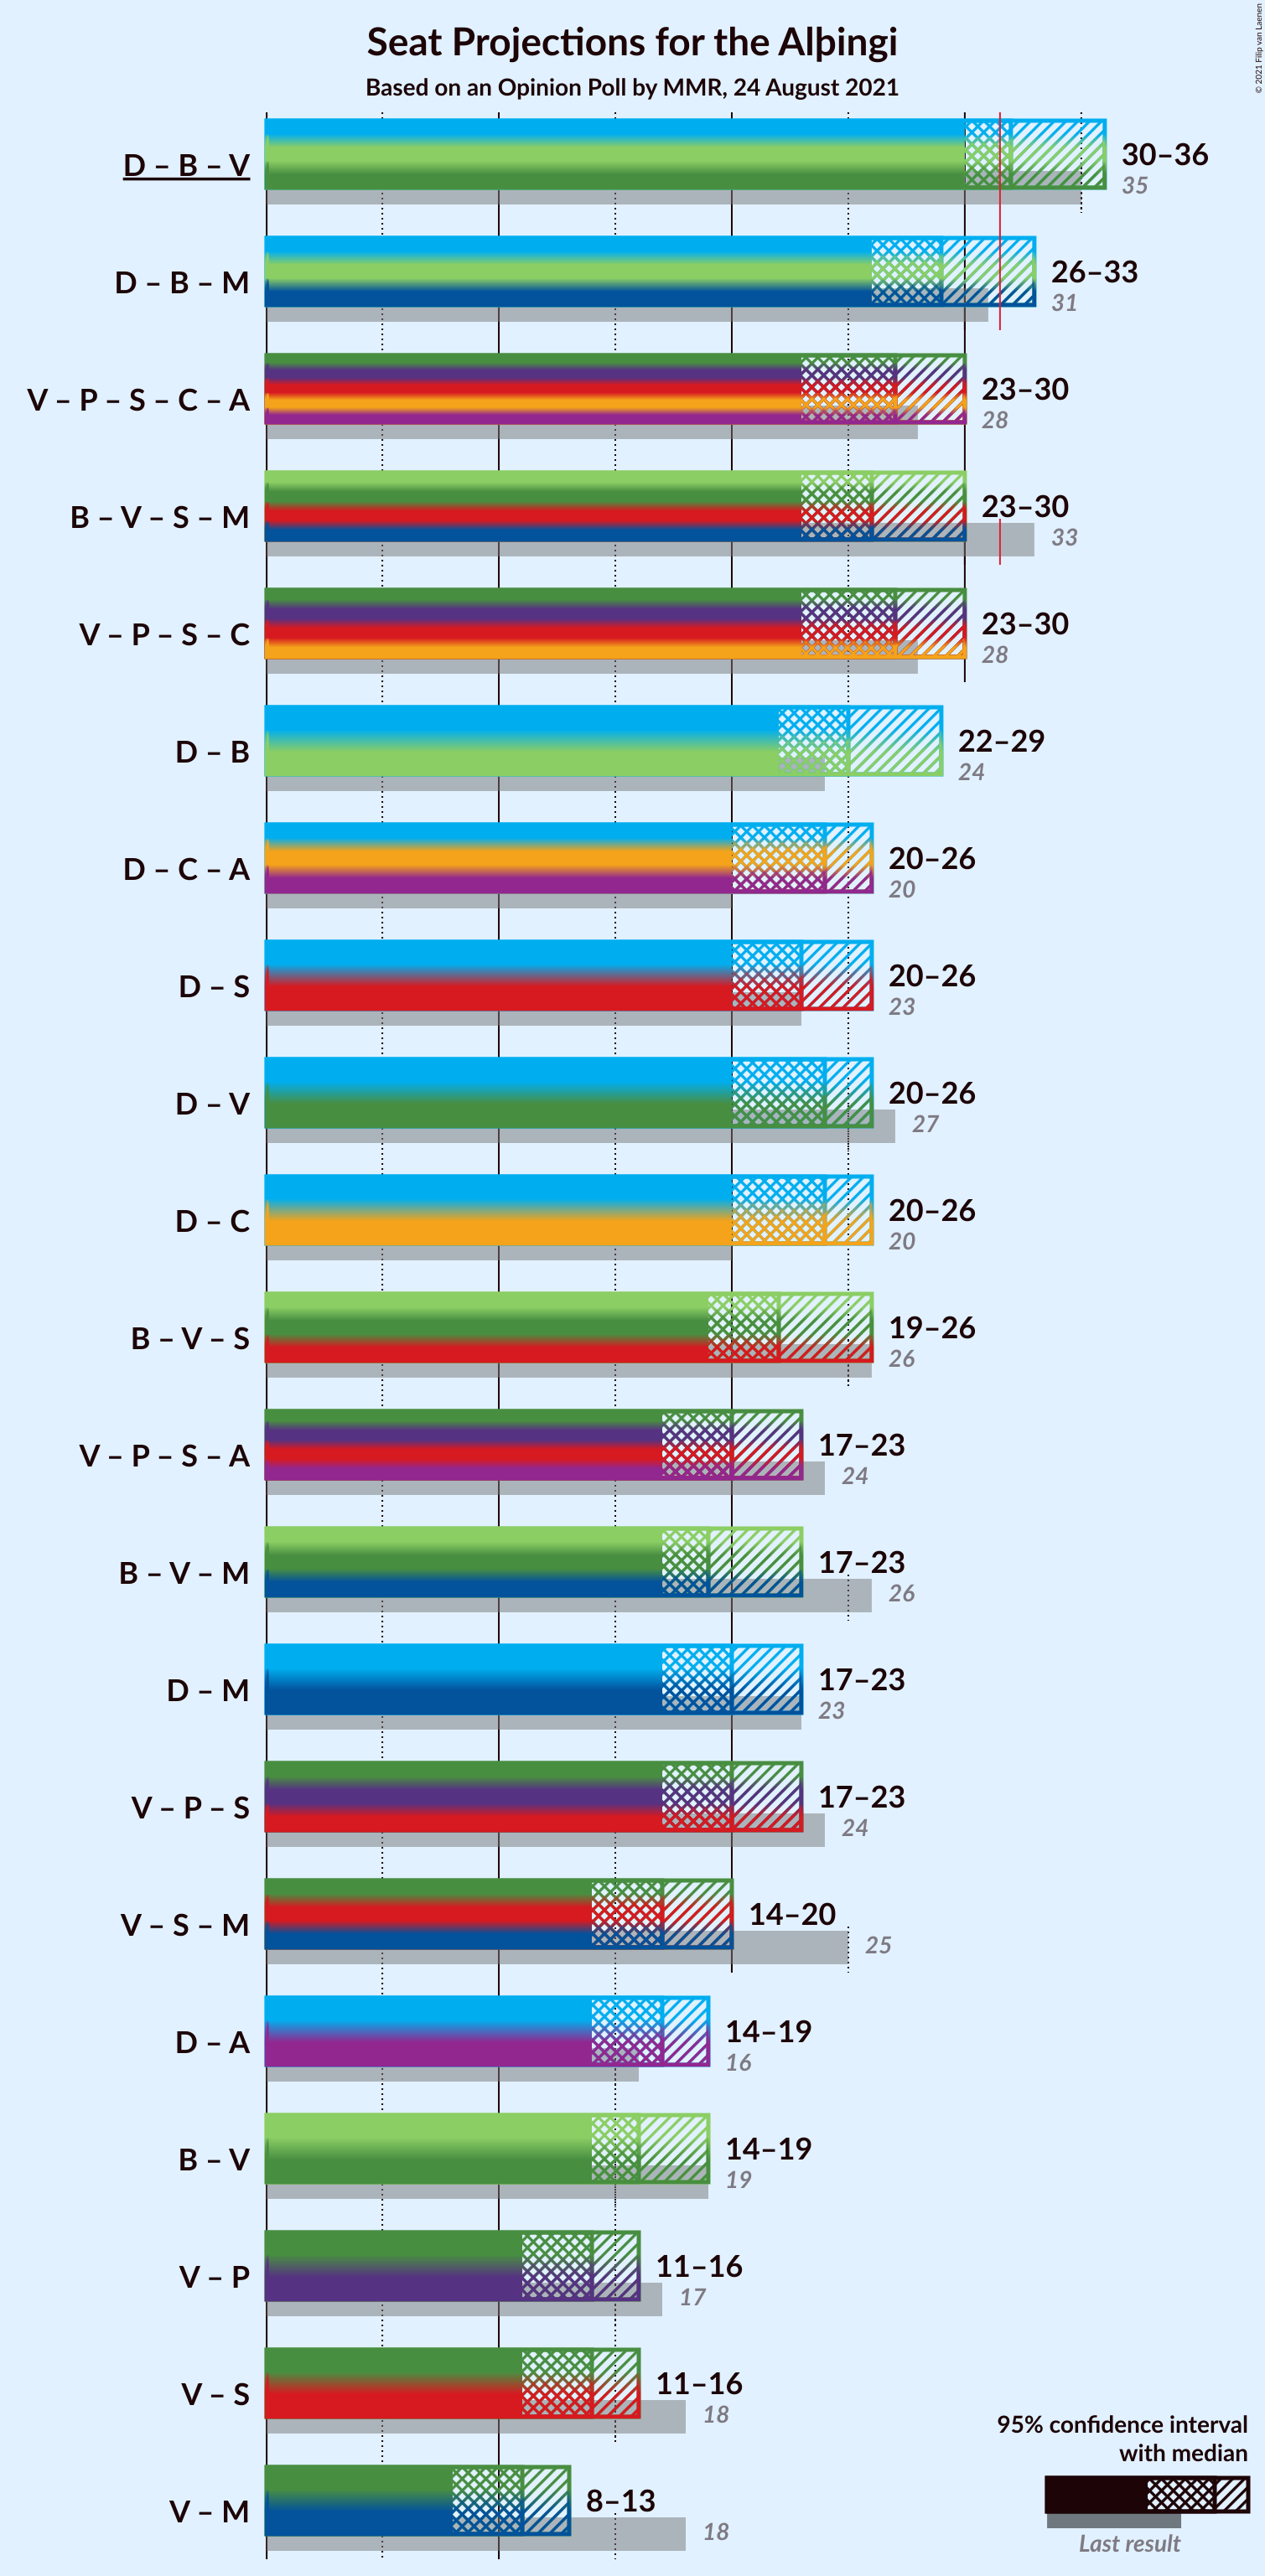 Seat Projections for the Alþingi
Based on an Opinion Poll by MMR, 24 August 2021
© 2021 Filip van Laenen
D – B – V
30–36
35
D – B – M
26–33
31
V – P – S – C – A
23–30
28
B – V – S – M
23–30
33
V – P – S – C
23–30
28
D – B
22–29
24
D – C – A
20–26
20
D – S
20–26
23
D – V
20–26
27
D – C
20–26
20
B – V – S
19–26
26
V – P – S – A
17–23
24
B – V – M
17–23
26
D – M
17–23
23
V – P – S
17–23
24
V – S – M
14–20
25
D – A
14–19
16
B – V
14–19
19
V – P
11–16
17
V – S
11–16
18
V – M
8–13
18
95% confidence interval
with median
Last result